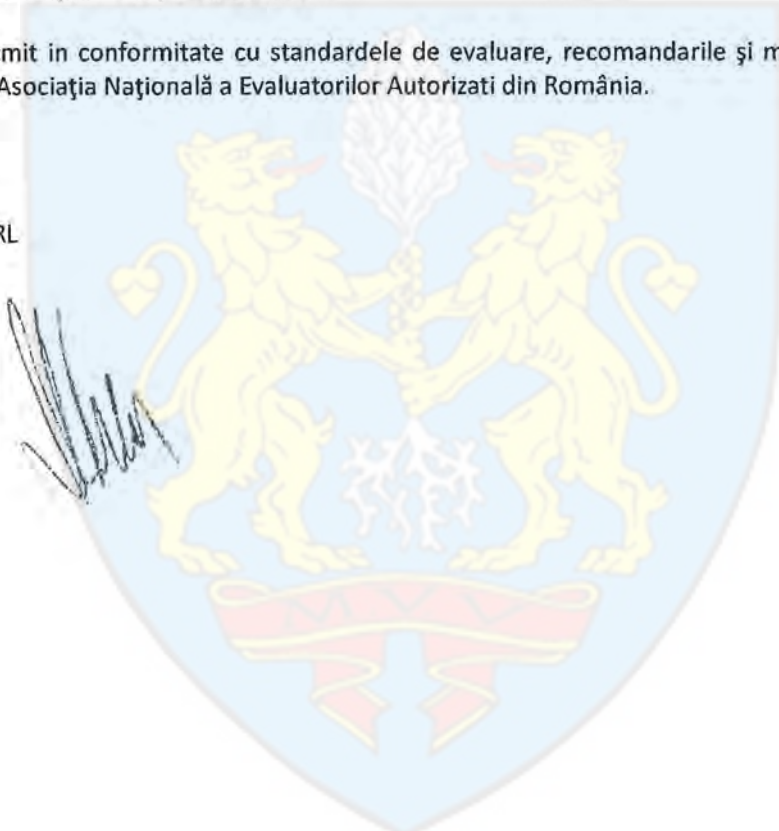 mit in conformitate cu standardele de evaluare, recomandarile şi m
Asociaţia Naţională a Evaluatorilor Autorizati din România.
RL
M V V